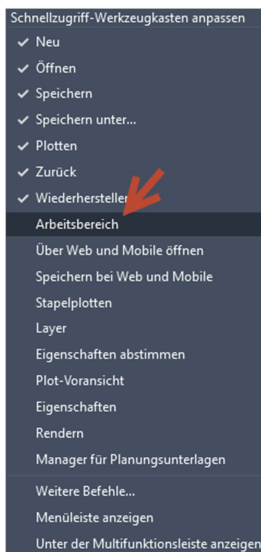 Schnellzugriff-Werkzeugkasten anpassen
Neu
Öffnen
Speichern
Speichern unter...
Plotten
Zurück
Wiederherstellen
Arbeitsbereich
Über Web und Mobile öffnen
Speichern bei Web und Mobile
Stapelplotten
Layer
Eigenschaften abstimmen
Plot-Voransicht
Eigenschaften
Rendern
Manager für Planungsunterlagen
Weitere Befehle...
Menüleiste anzeigen
Unter der Multifunktionsleiste anzeigen